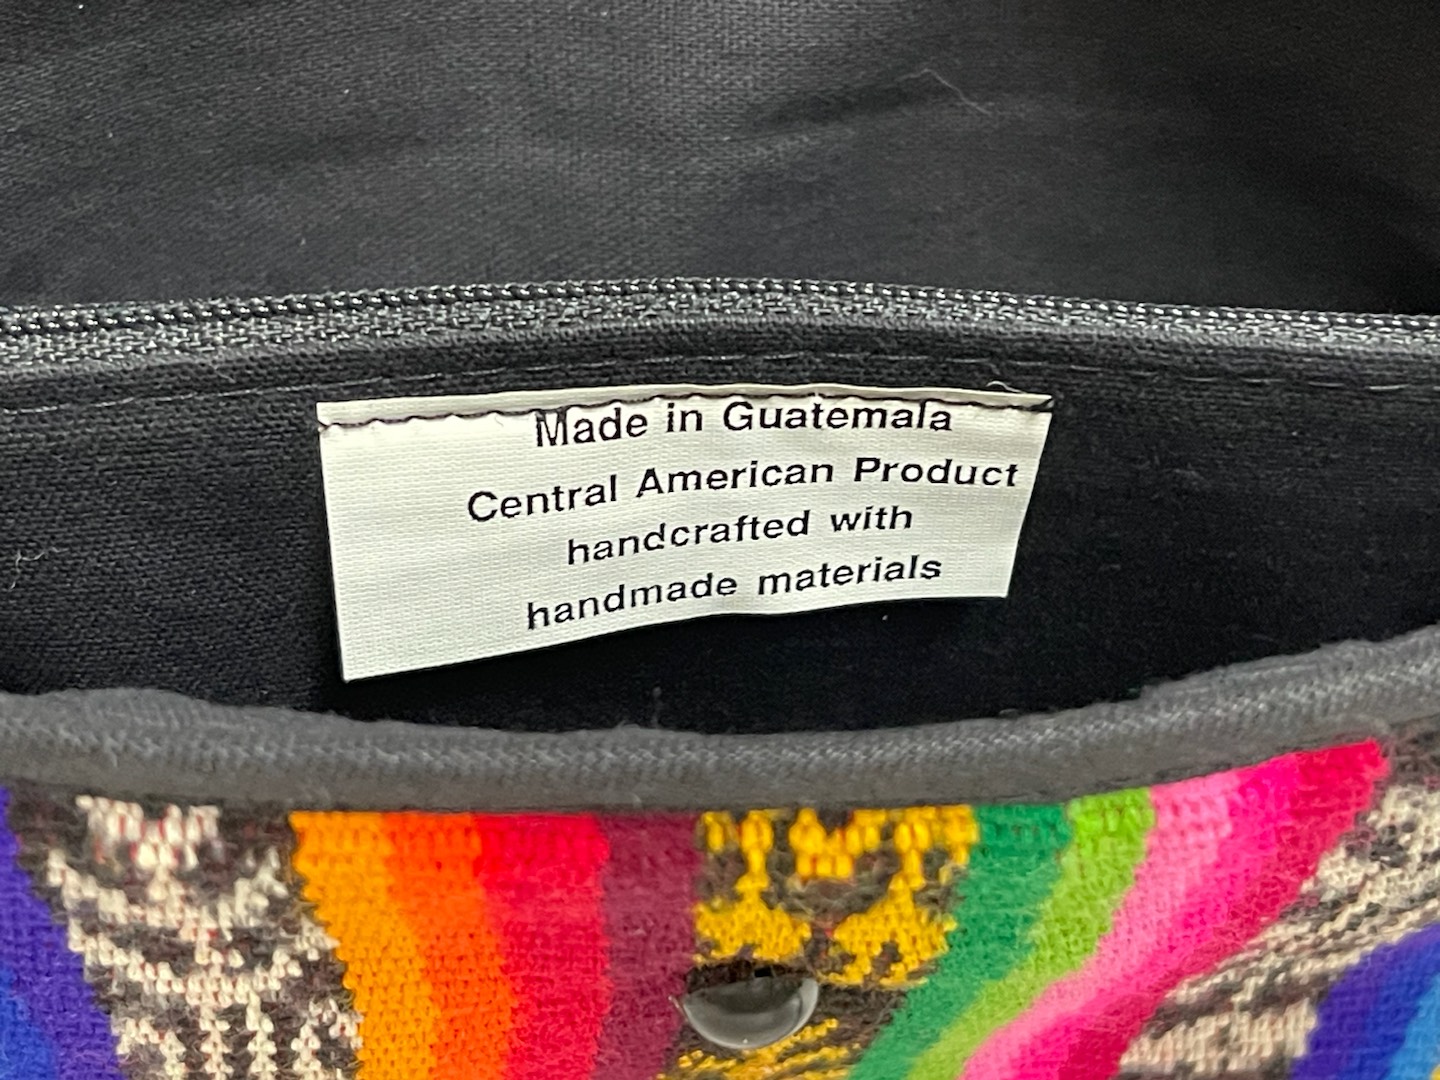 Made in Guatemala
Central American Product
handcrafted with
handmade materials